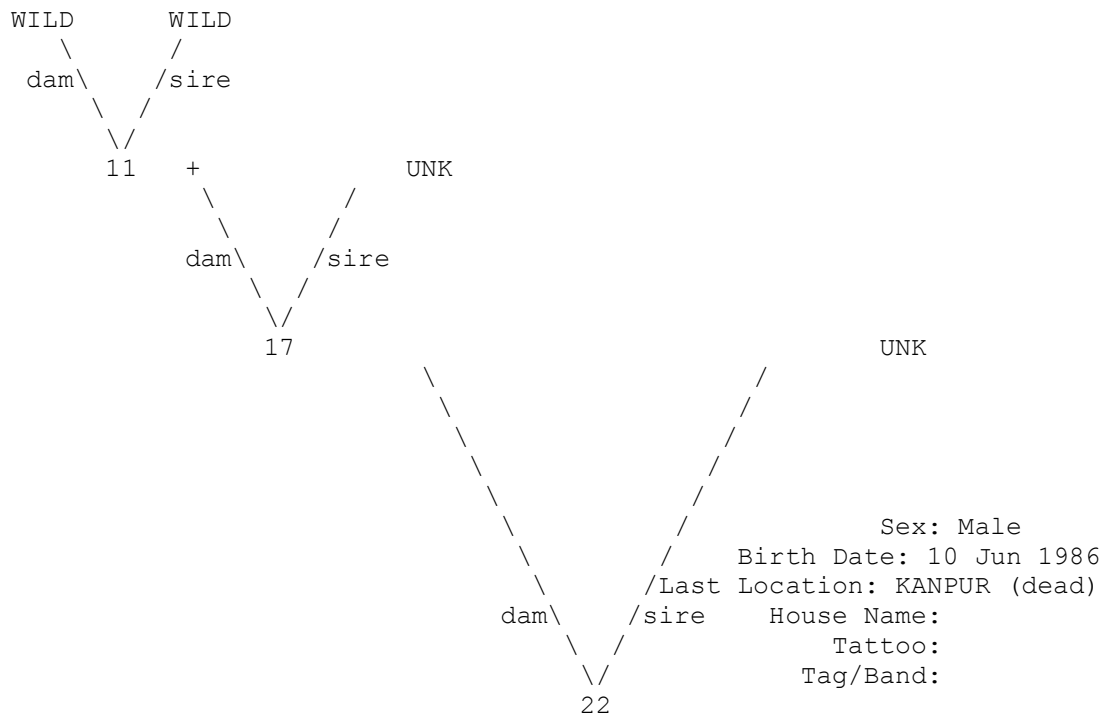 WILD WILD
\ /
dam\ /sire
\ /
\/
11 + UNK
\ /
\ /
dam\ /sire
\ /
\/
17 UNK
\ /
\ /
\ /
\ /
\ /
\ / Sex: Male
\ / Birth Date: 10 Jun 1986
\ /Last Location: KANPUR (dead)
dam\ /sire House Name:
\ / Tattoo:
\/ Tag/Band:
22